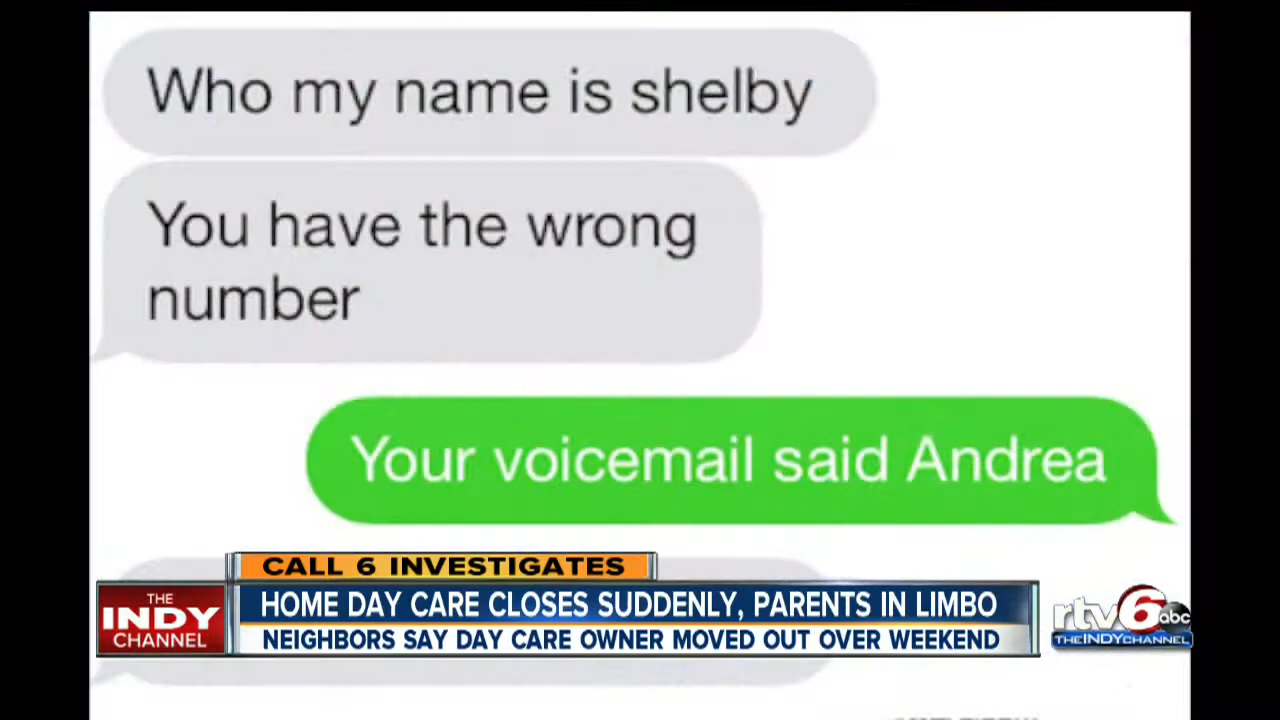 Who my name is shelby
You have the wrong
number
Your voicemail said Andrea
CALL 6 INVESTIGATES
THE
INDY
CHANNEL
HOME DAY CARE CLOSES SUDDENLY, PARENTS IN LIMBO
NEIGHBORS SAY DAY CARE OWNER MOVED OUT OVER WEEKEND
rtv6 abc
THEINDYCHANNEL